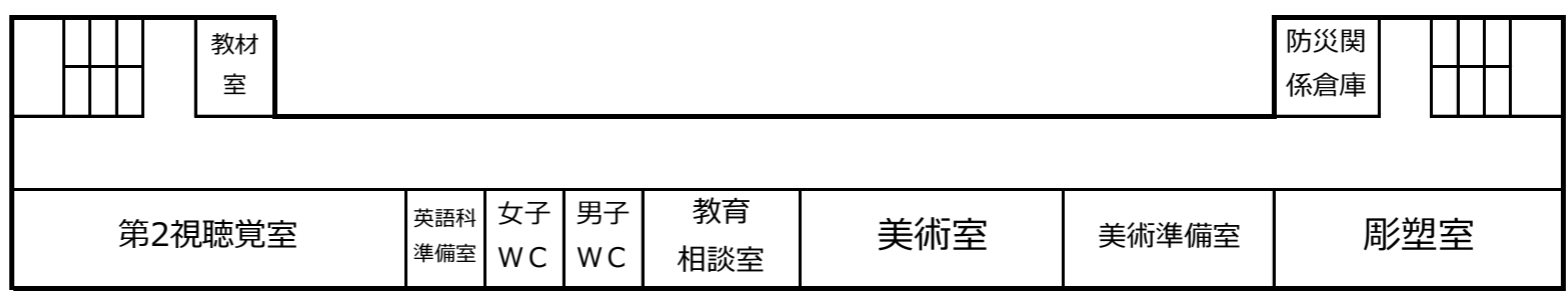 教材
室
防災関
係倉庫
第2視聴覚室
英語科
準備室
女子
ＷＣ
男子
ＷＣ
教育
相談室
美術室
美術準備室
彫塑室